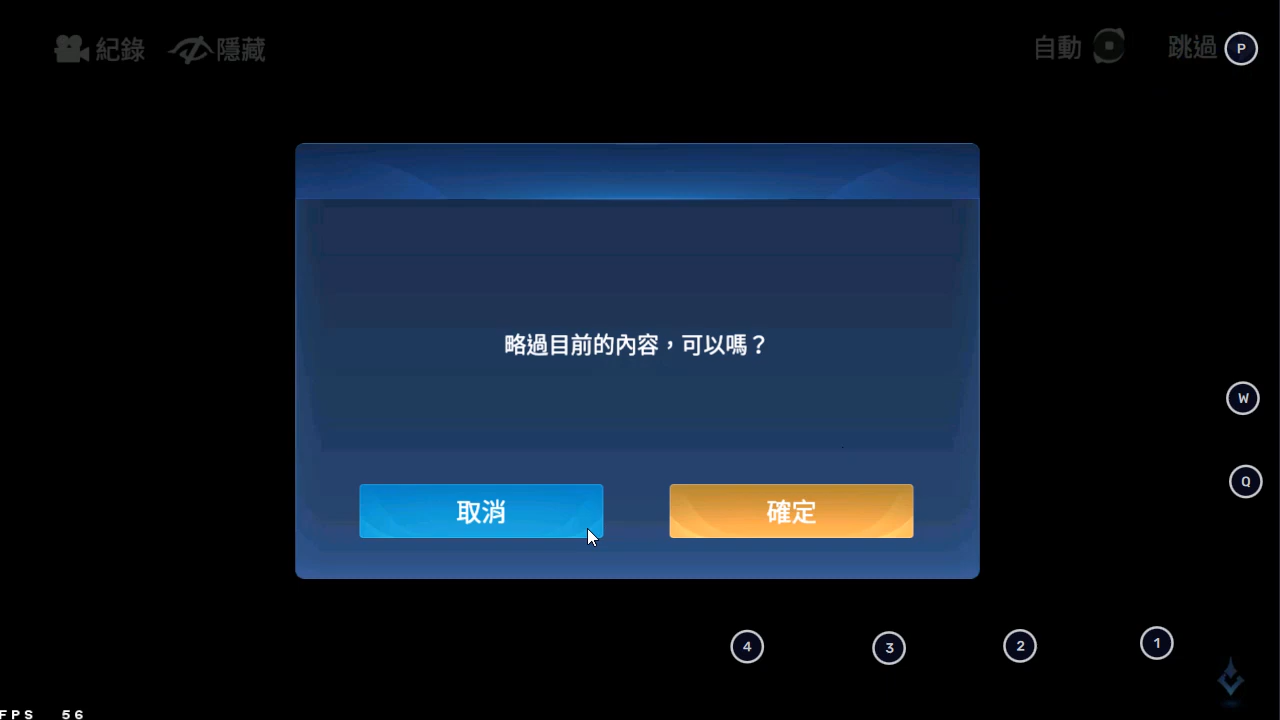 紀錄 隱藏 自動 跳過 P
略過目前的內容，可以嗎？
W
Q
取消 確定
4 3 2 1
FPS 56